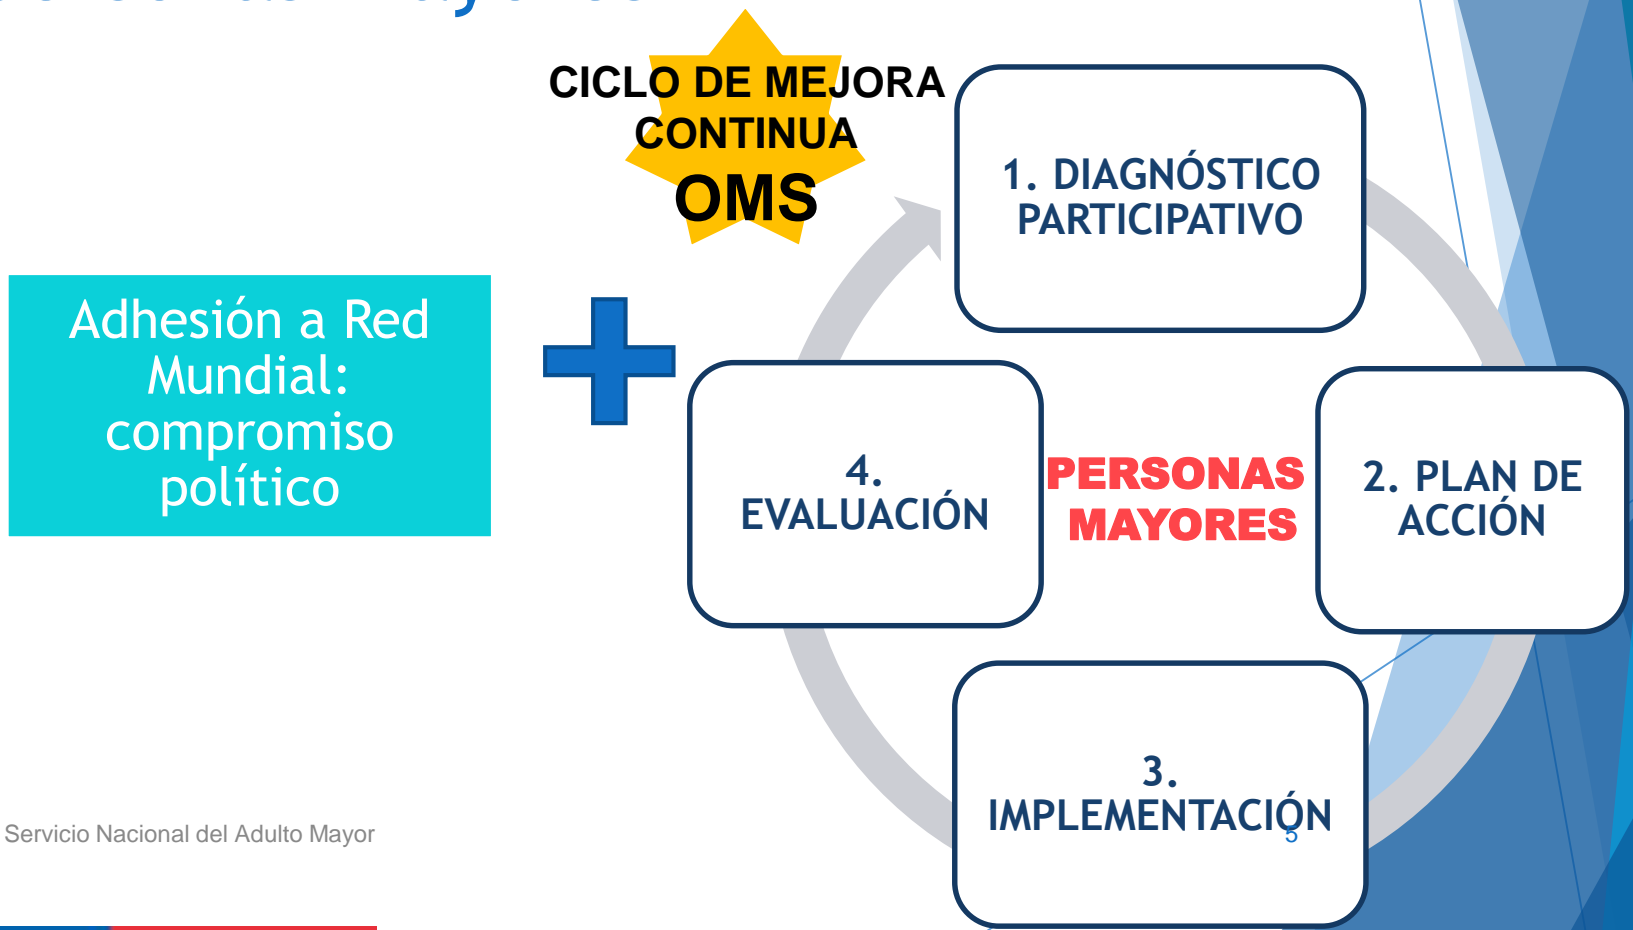 CICLO DE MEJORA
CONTINUA
OMS
Adhesión a Red
Mundial:
compromiso
político
1. DIAGNÓSTICO
PARTICIPATIVO
2. PLAN DE
ACCIÓN
3.
IMPLEMENTACIÓN
4.
EVALUACIÓN
PERSONAS
MAYORES
Servicio Nacional del Adulto Mayor
5